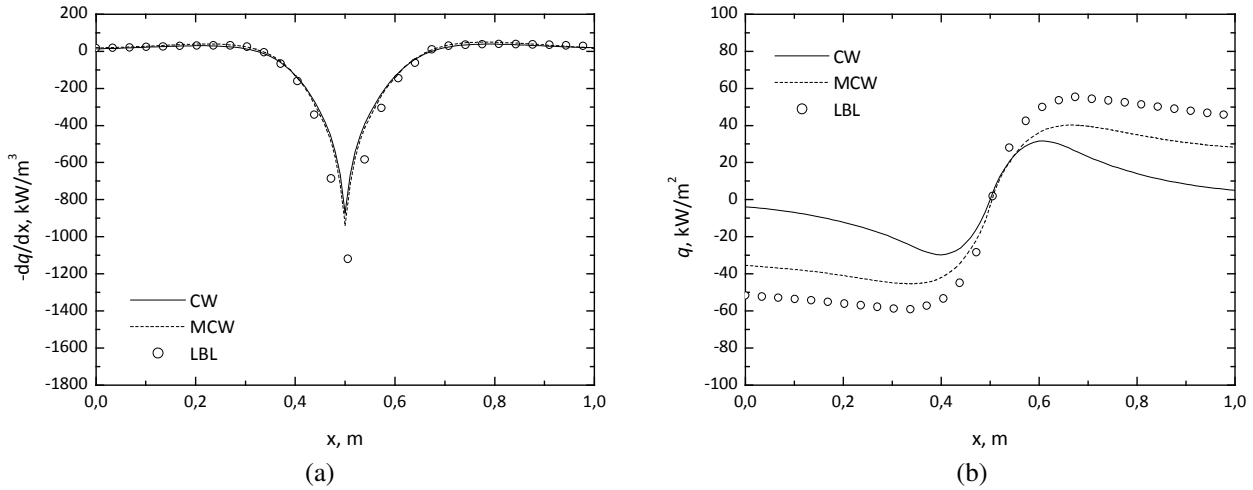 200
0
-200
-400
-600
-800
-1000
-1200
-1400
-1600
-1800
-dq/dx, kW/m³
CW
MCW
LBL
0,0
0,2
0,4
0,6
0,8
1,0
x, m
(a)
100
80
60
40
20
0
-20
-40
-60
-80
-100
q, kW/m²
CW
MCW
LBL
0,0
0,2
0,4
0,6
0,8
1,0
x, m
(b)